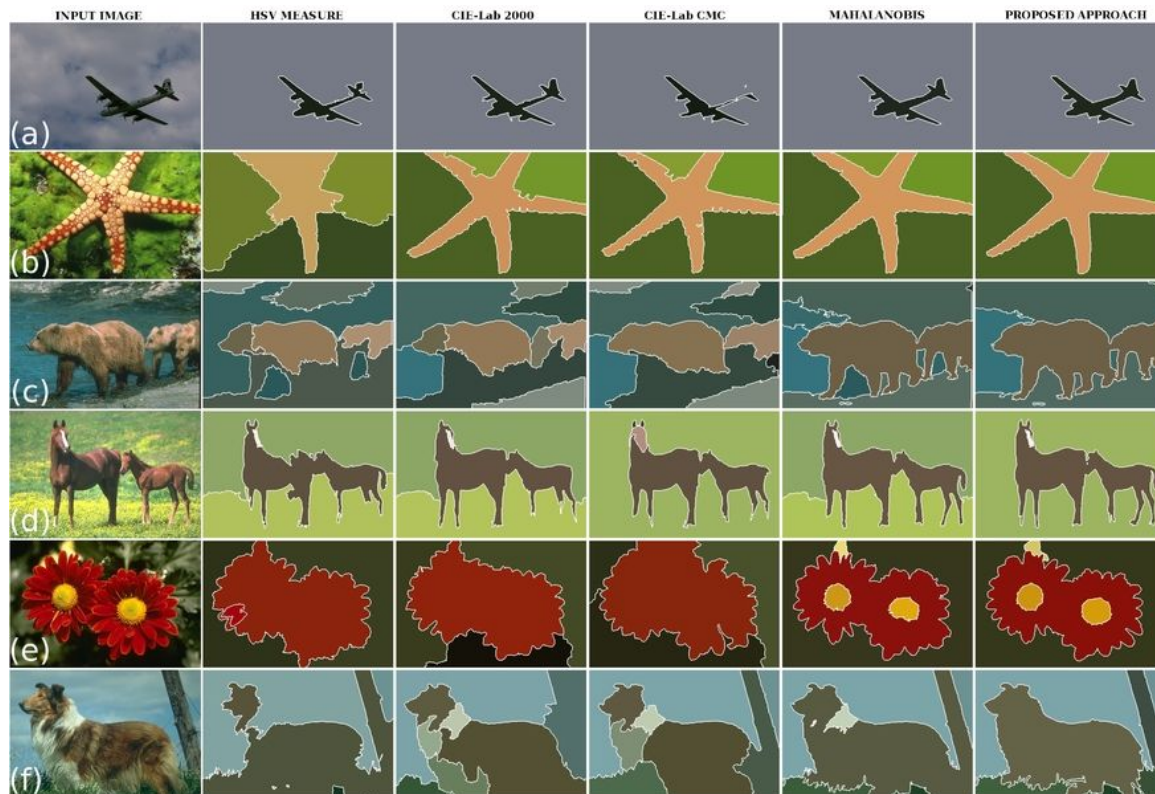 INPUT IMAGE HSV MEASURE CIE-Lab 2000 CIE-Lab CMC MAHALANOBIS PROPOSED APPROACH
(a)
(b)
(c)
(d)
(e)
(f)